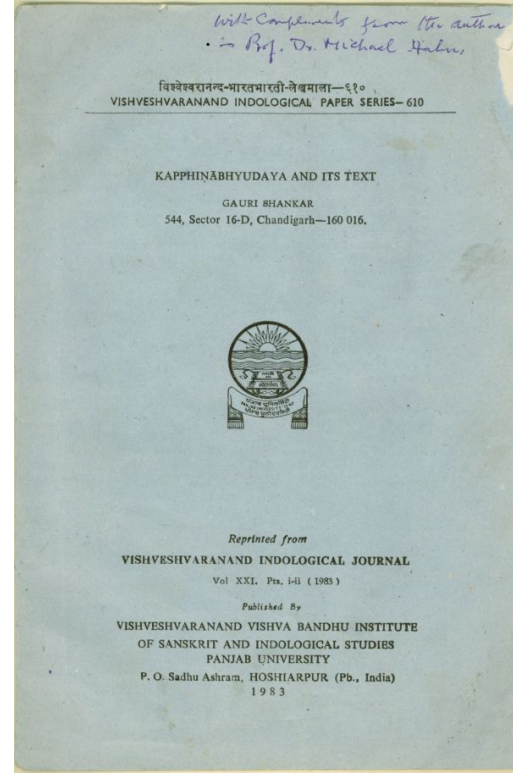 With Compliments from the author
to Prof. Dr. Michael Hahn
विश्वेश्वरानन्द-भारतभारती-लेखमाला—६१०
VISHVESHVARANAND INDOLOGICAL PAPER SERIES—610
KAPPHIṆĀBHYUDAYA AND ITS TEXT
GAURI SHANKAR
544, Sector 16-D, Chandigarh—160 016.
Reprinted from
VISHVESHVARANAND INDOLOGICAL JOURNAL
Vol XXI. Pts. i-ii ( 1983 )
Published By
VISHVESHVARANAND VISHVA BANDHU INSTITUTE
OF SANSKRIT AND INDOLOGICAL STUDIES
PANJAB UNIVERSITY
P. O. Sadhu Ashram, HOSHIARPUR (Pb., India)
1983